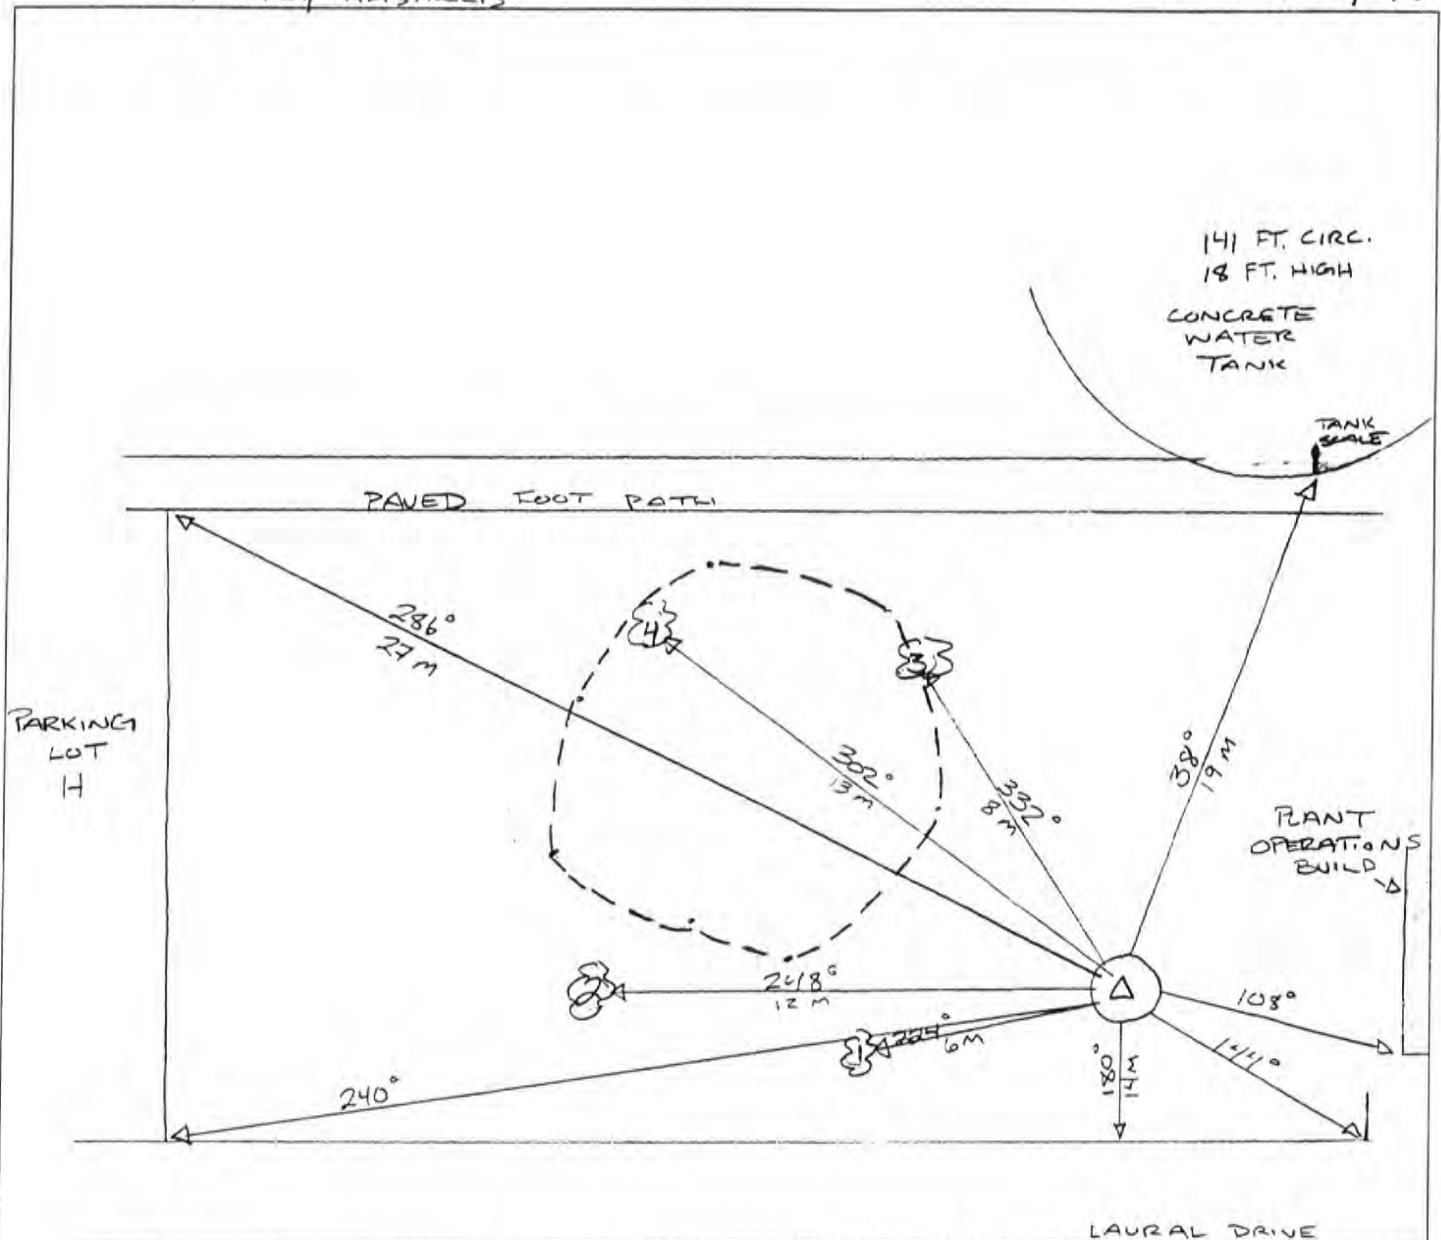 141 FT. CIRC.
18 FT. HIGH
CONCRETE
WATER
TANK
TANK
SCALE
PAVED FOOT PATH
286°
27 M
4
3
PARKING
LOT
H
302°
13 M
332°
8 M
38°
19 M
PLANT
OPERATIONS
BUILD
2
12 M
108°
1
6 M
144°
180°
14 M
240°
LAURAL DRIVE